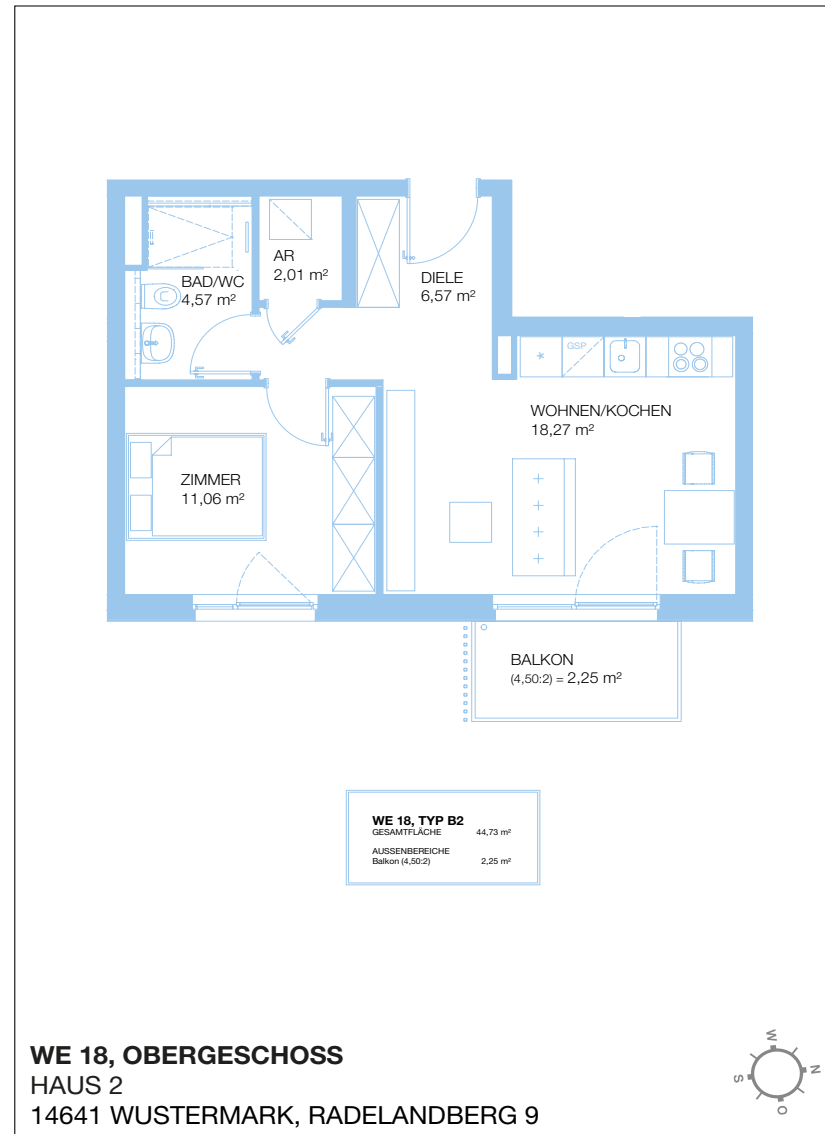 AR
2,01 m²
BAD/WC
4,57 m²
DIELE
6,57 m²
*
GSP
WOHNEN/KOCHEN
18,27 m²
ZIMMER
11,06 m²
BALKON
(4,50:2) = 2,25 m²
WE 18, TYP B2
GESAMTFLÄCHE 44,73 m²
AUSSENBEREICHE
Balkon (4,50:2) 2,25 m²
WE 18, OBERGESCHOSS
HAUS 2
14641 WUSTERMARK, RADELANDBERG 9
W
N
S
O